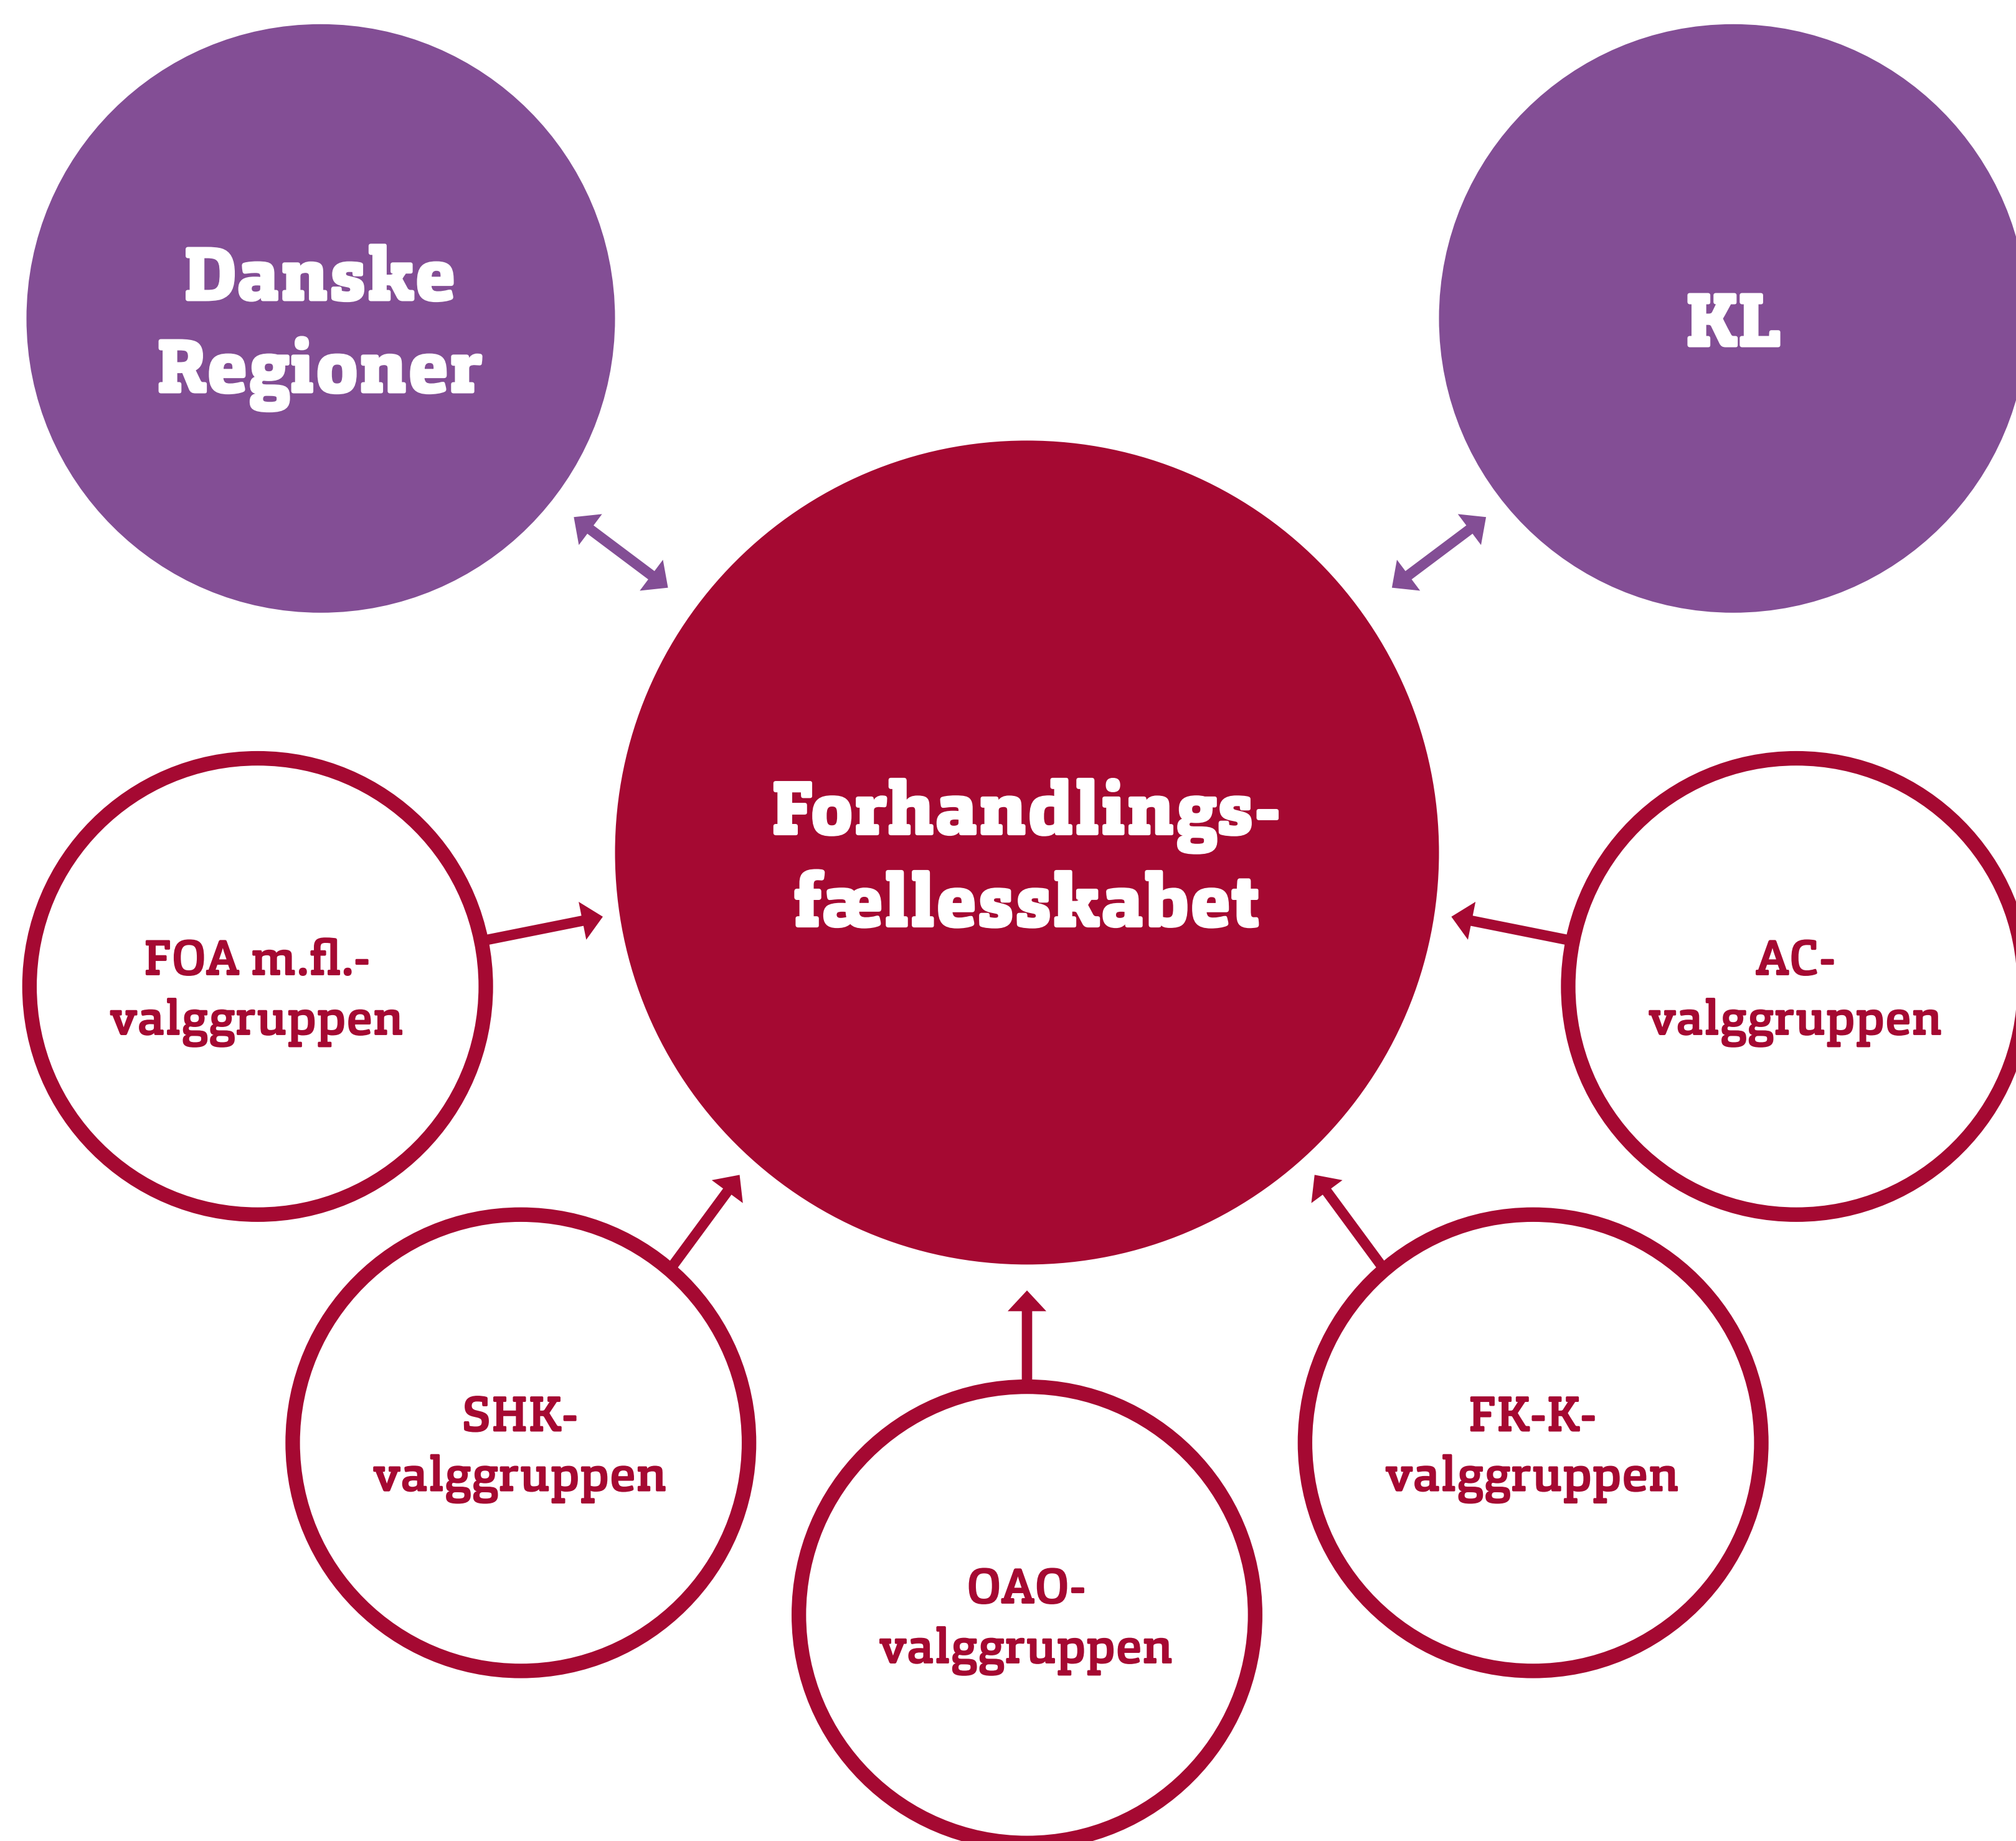 Danske
Regioner
KL
Forhandlings-
fællesskabet
FOA m.fl.-
valggruppen
AC-
valggruppen
SHK-
valggruppen
FK-K-
valggruppen
OAO-
valggruppen